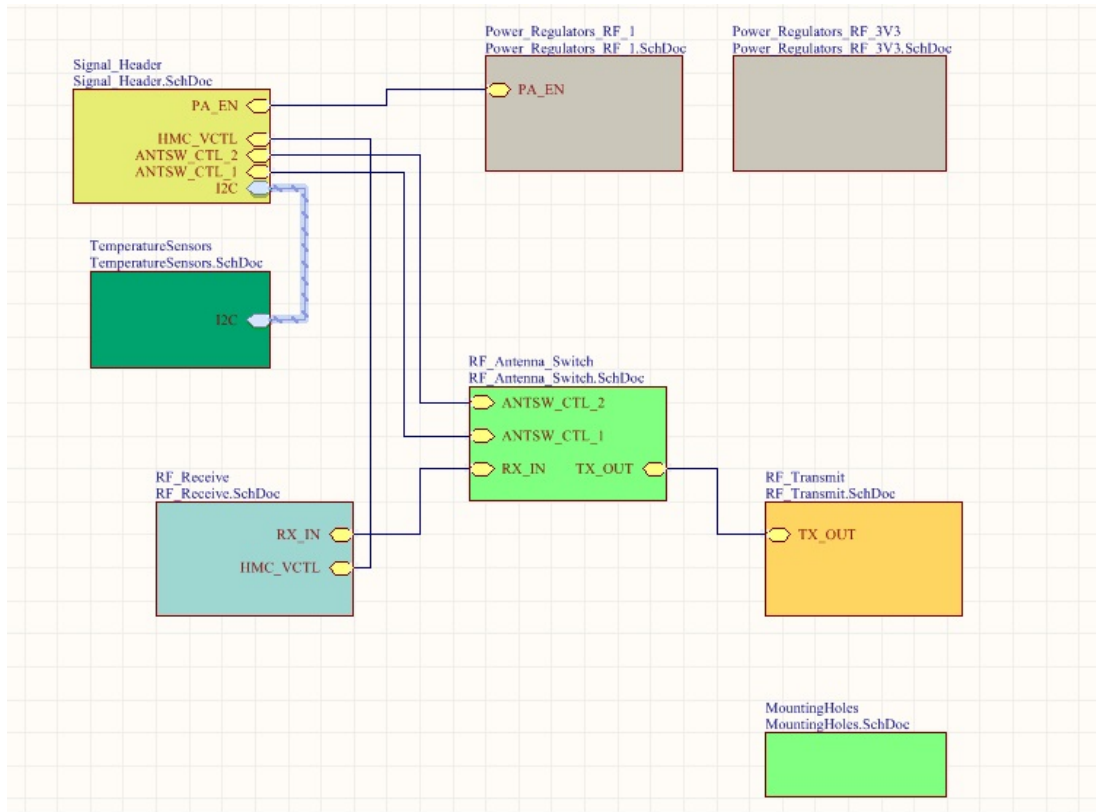 Power_Regulators_RF_1
Power_Regulators_RF_1.SchDoc
PA_EN
Power_Regulators_RF_3V3
Power_Regulators_RF_3V3.SchDoc
Signal_Header
Signal_Header.SchDoc
PA_EN
HMC_VCTL
ANTSW_CTL_2
ANTSW_CTL_1
I2C
TemperatureSensors
TemperatureSensors.SchDoc
I2C
RF_Antenna_Switch
RF_Antenna_Switch.SchDoc
ANTSW_CTL_2
ANTSW_CTL_1
RX_IN TX_OUT
RF_Receive
RF_Receive.SchDoc
RX_IN
HMC_VCTL
RF_Transmit
RF_Transmit.SchDoc
TX_OUT
MountingHoles
MountingHoles.SchDoc